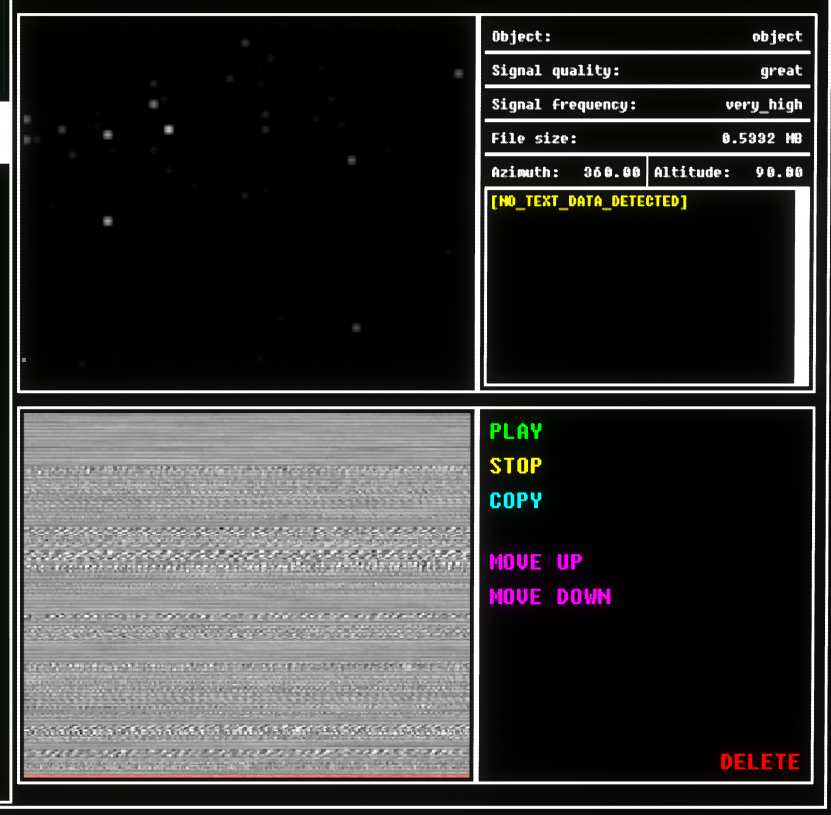 Object: object
Signal quality: great
Signal frequency: very_high
File size: 0.5332 MB
Azimuth: 360.00 Altitude: 90.00
[NO_TEXT_DATA_DETECTED]
PLAY
STOP
COPY
MOVE UP
MOVE DOWN
DELETE